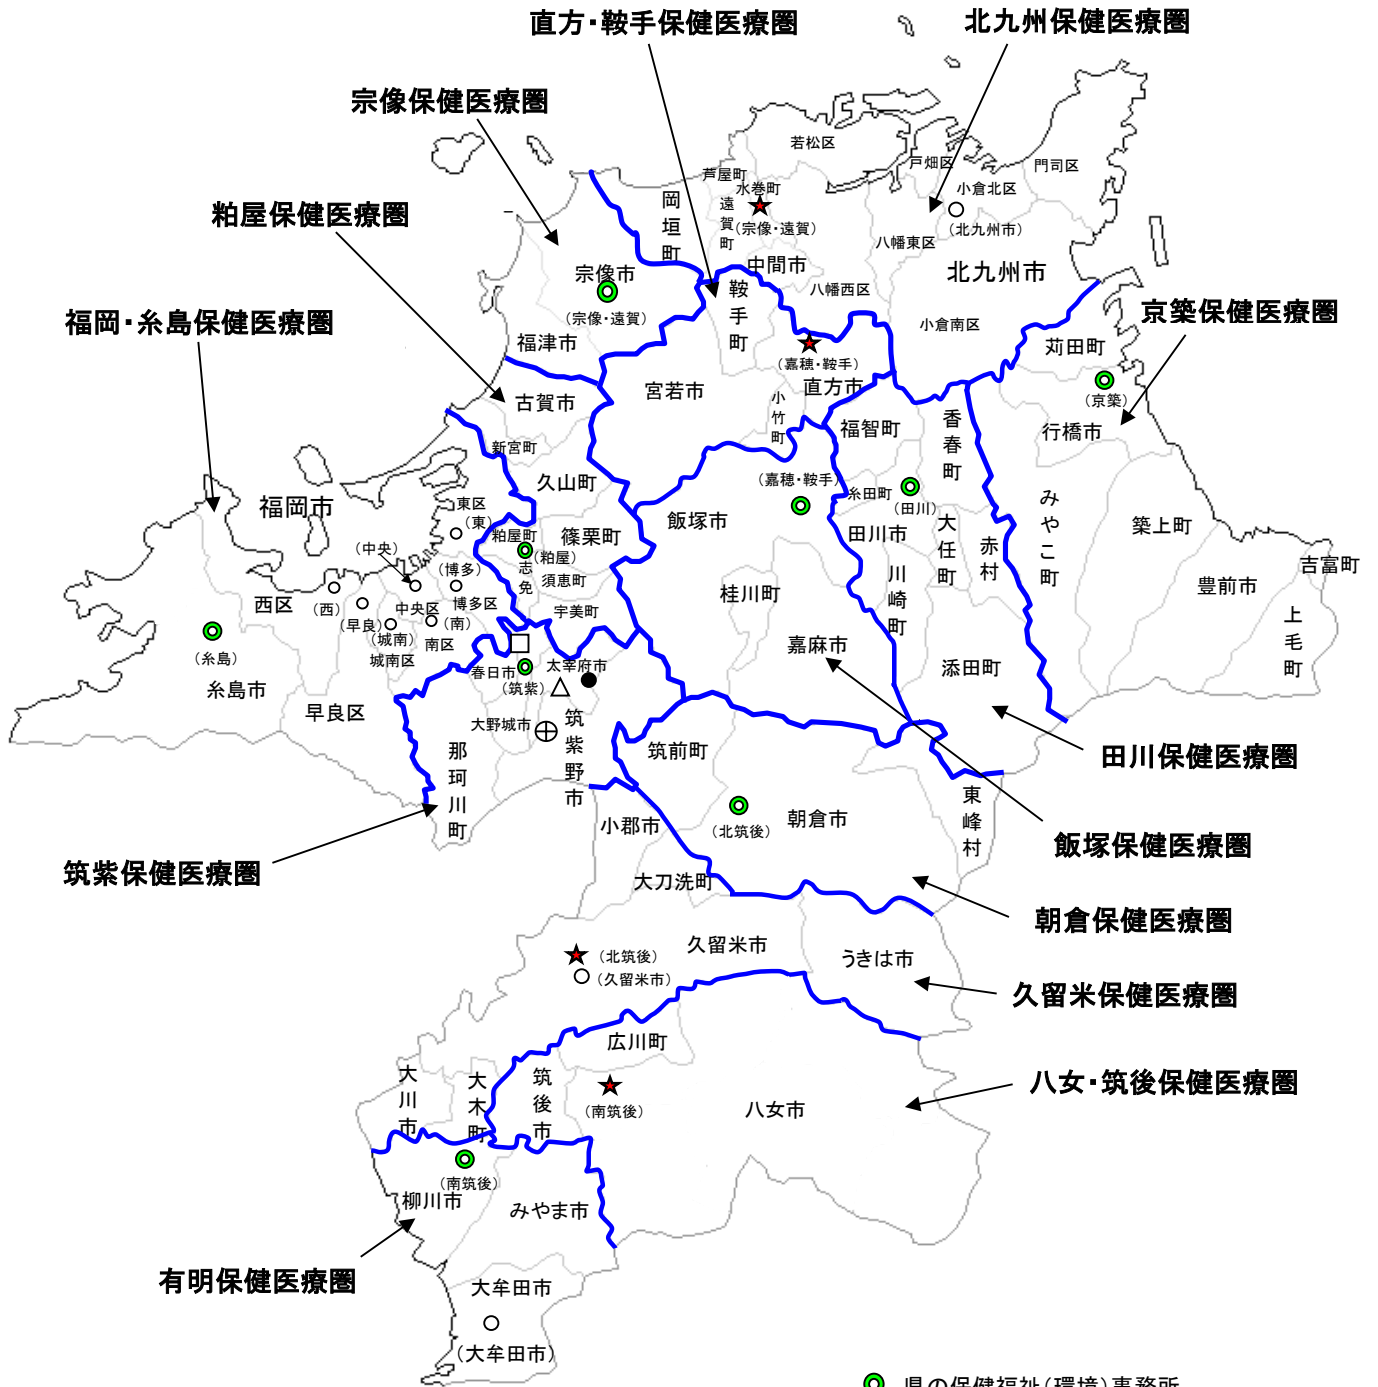 直方・鞍手保健医療圏
北九州保健医療圏
宗像保健医療圏
粕屋保健医療圏
福岡・糸島保健医療圏
京築保健医療圏
若松区
戸畑区
門司区
芦屋町
水巻町
小倉北区
岡垣町
遠賀町
(宗像・遠賀)
(北九州市)
八幡東区
中間市
北九州市
宗像市
鞍手町
八幡西区
(宗像・遠賀)
小倉南区
福津市
苅田町
(嘉穂・鞍手)
直方市
(京築)
宮若市
古賀市
小竹町
福智町
香春町
行橋市
新宮町
久山町
(嘉穂・鞍手)
糸田町
(田川)
みやこ町
福岡市
東区
(東)
飯塚市
田川市
大任町
赤村
築上町
粕屋町
篠栗町
(粕屋)
志免
須恵町
(中央)
(博多)
吉富町
豊前市
西区
(西)
中央区
博多区
宇美町
桂川町
川崎町
上毛町
(早良)
(城南)
(南)
南区
城南区
嘉麻市
(糸島)
糸島市
春日市
(筑紫)
太宰府市
添田町
早良区
大野城市
筑紫野市
那珂川町
筑前町
田川保健医療圏
東峰村
小郡市
(北筑後)
朝倉市
飯塚保健医療圏
筑紫保健医療圏
大刀洗町
朝倉保健医療圏
久留米市
(北筑後)
(久留米市)
うきは市
久留米保健医療圏
広川町
大川市
大木町
筑後市
(南筑後)
八女市
八女・筑後保健医療圏
(南筑後)
柳川市
みやま市
有明保健医療圏
大牟田市
(大牟田市)
県の保健福祉(環境)事務所